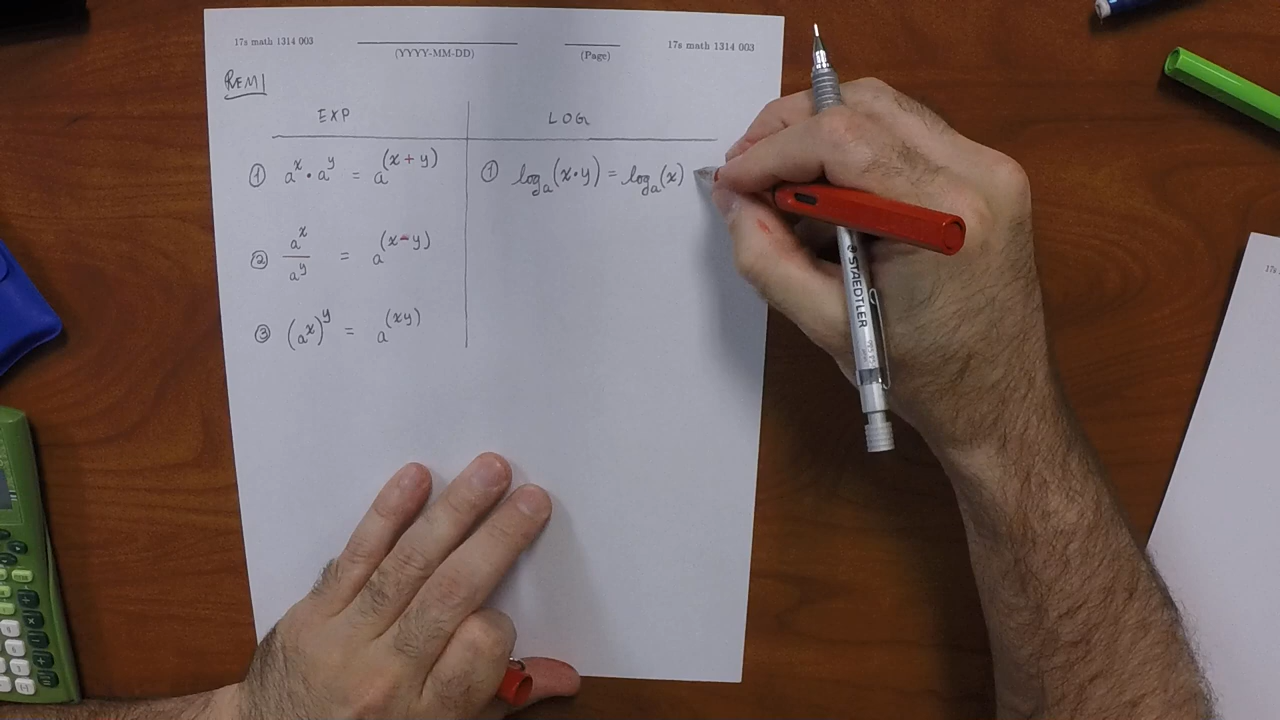 17s math 1314 003 (YYYY-MM-DD) (Page) 17s math 1314 003
REM
EXP LOG
① a^x · a^y = a^(x + y) ① log_a(x·y) = log_a(x)
② a^x / a^y = a^(x - y)
③ (a^x)^y = a^(xy)
STAEDTLER